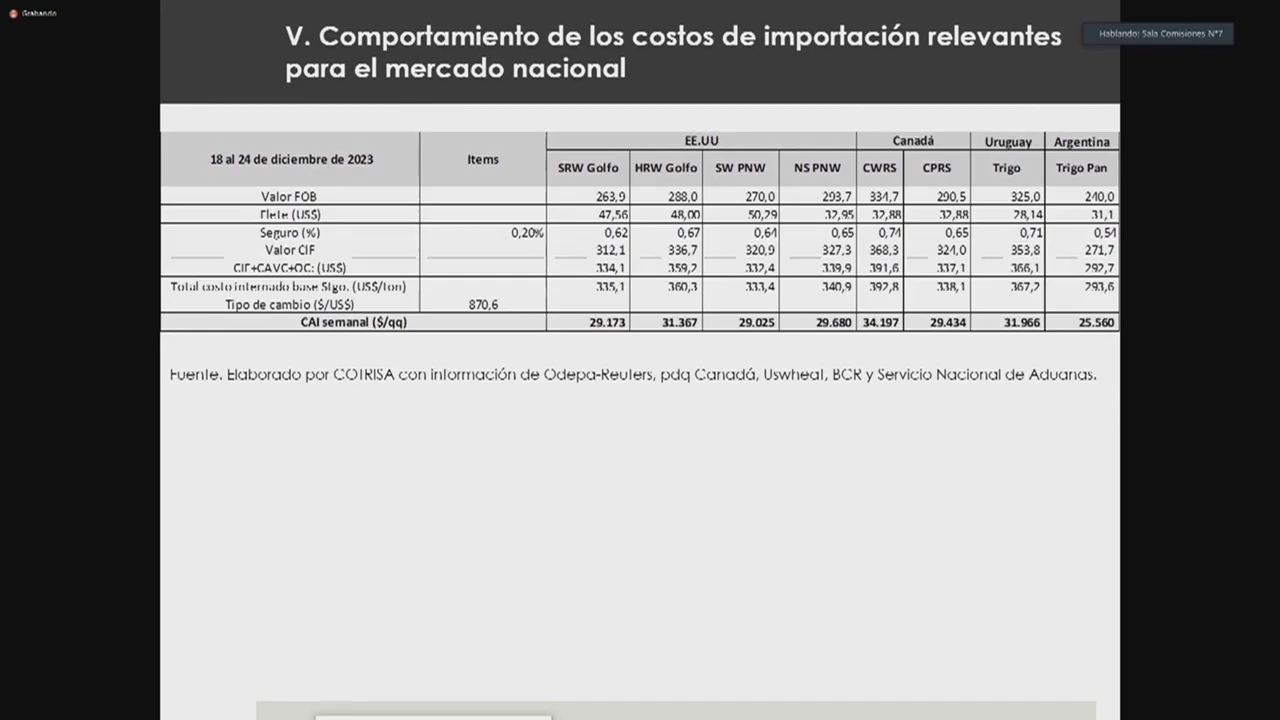 Grabando
Hablando: Sala Comisiones N°7
V. Comportamiento de los costos de importación relevantes
para el mercado nacional
18 al 24 de diciembre de 2023 Items EE.UU Canadá Uruguay Argentina
SRW Golfo HRW Golfo SW PNW NS PNW CWRS CPRS Trigo Trigo Pan
Valor FOB 263,9 288,0 270,0 293,7 334,7 290,5 325,0 240,0
Flete (US$) 47,56 48,00 50,29 32,95 32,88 32,88 28,14 31,1
Seguro (%) 0,20% 0,62 0,67 0,64 0,65 0,74 0,65 0,71 0,54
Valor CIF 312,1 336,7 320,9 327,3 368,3 324,0 353,8 271,7
CIF+CAVC+OC: (US$) 334,1 359,2 332,4 339,9 391,6 337,1 366,1 292,7
Total costo internado base Stgo. (US$/ton) 335,1 360,3 333,4 340,9 392,8 338,1 367,2 293,6
Tipo de cambio ($/US$) 870,6
CAI semanal ($/qq) 29.173 31.367 29.025 29.680 34.197 29.434 31.966 25.560
Fuente. Elaborado por COTRISA con información de Odepa-Reuters, pdq Canadá, Uswheat, BCR y Servicio Nacional de Aduanas.